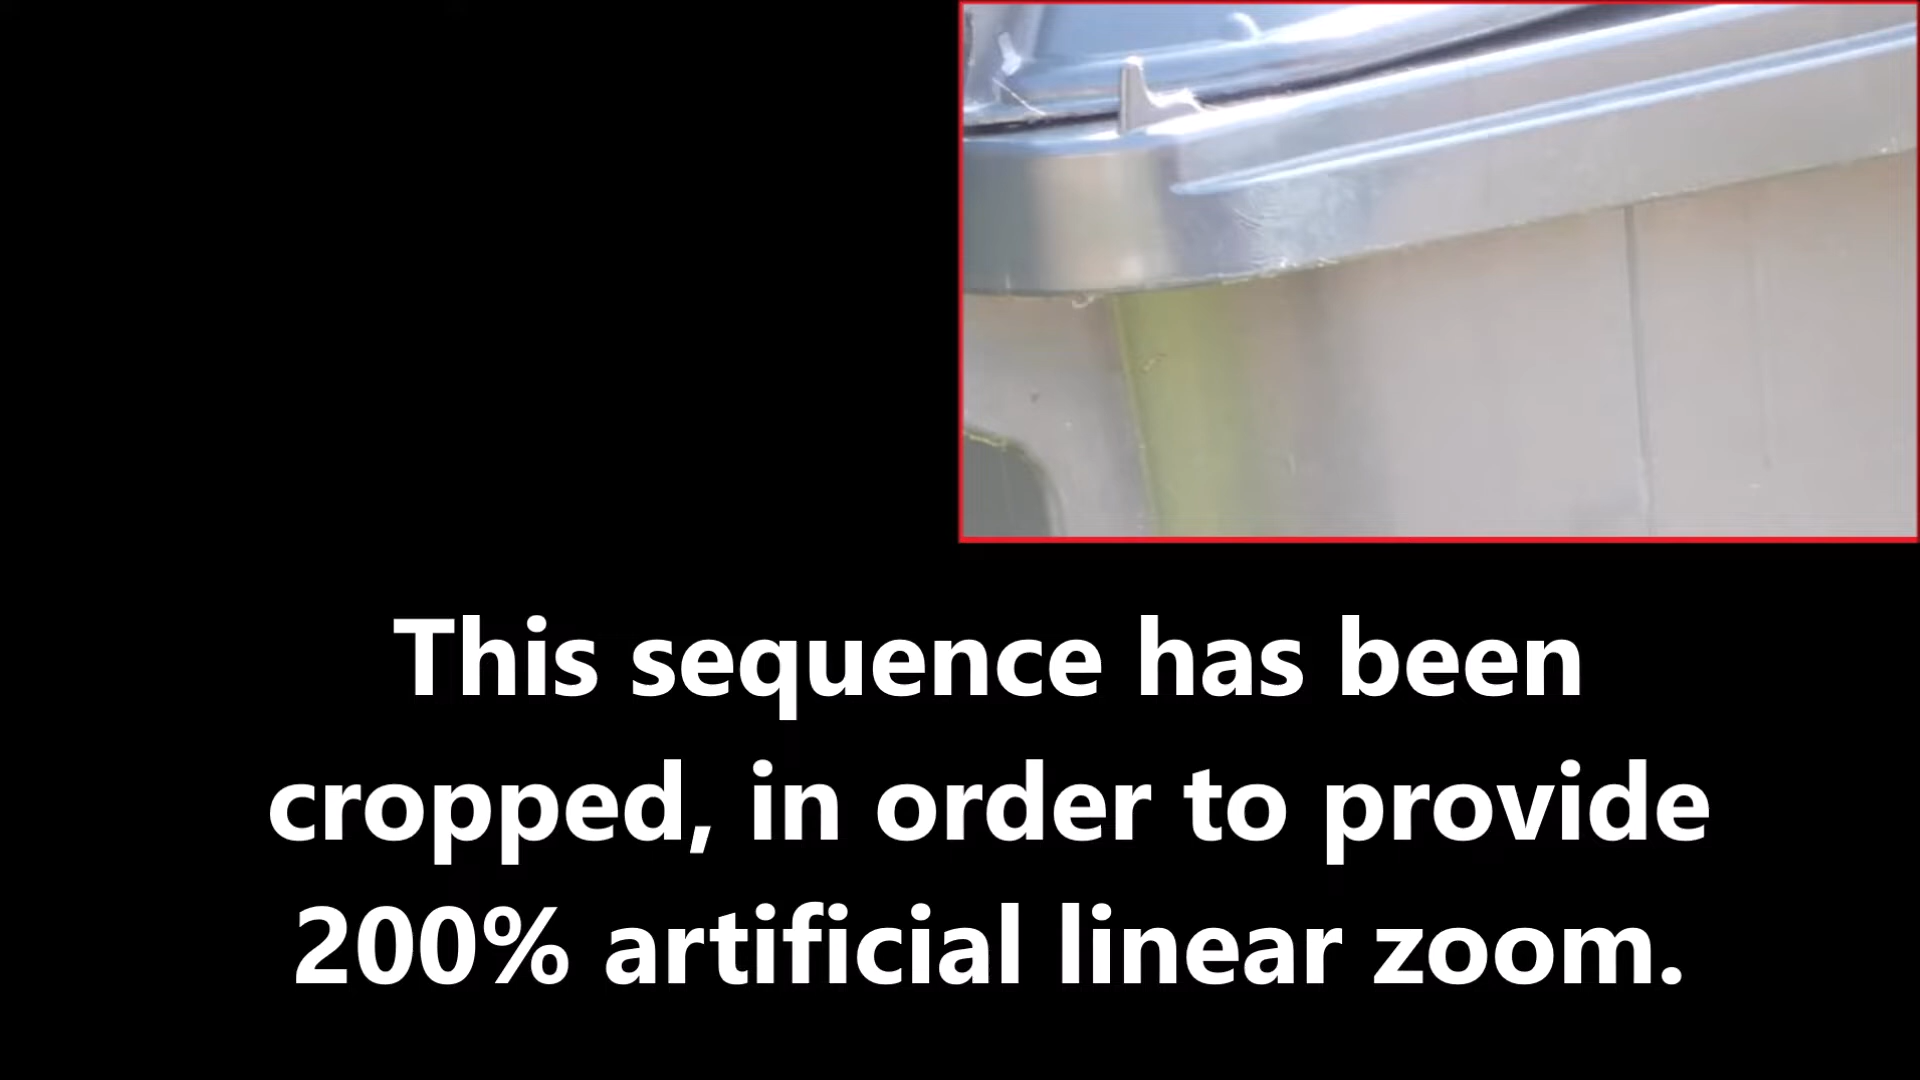 This sequence has been
cropped, in order to provide
200% artificial linear zoom.